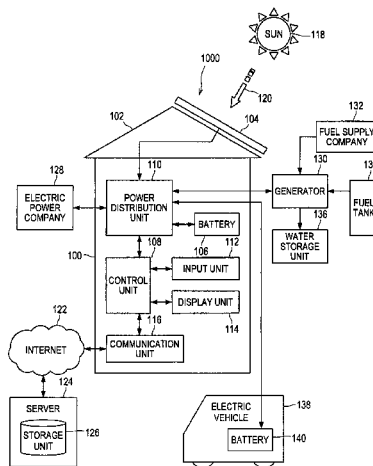 SUN
118
1000
120
102
104
132
FUEL SUPPLY
COMPANY
128
110
130
ELECTRIC
POWER
COMPANY
POWER
DISTRIBUTION
UNIT
GENERATOR
FUEL
TANK
136
BATTERY
106
112
WATER
STORAGE
UNIT
100
108
CONTROL
UNIT
INPUT UNIT
DISPLAY UNIT
114
122
116
INTERNET
COMMUNICATION
UNIT
124
SERVER
STORAGE
UNIT
126
ELECTRIC
VEHICLE
138
BATTERY
140